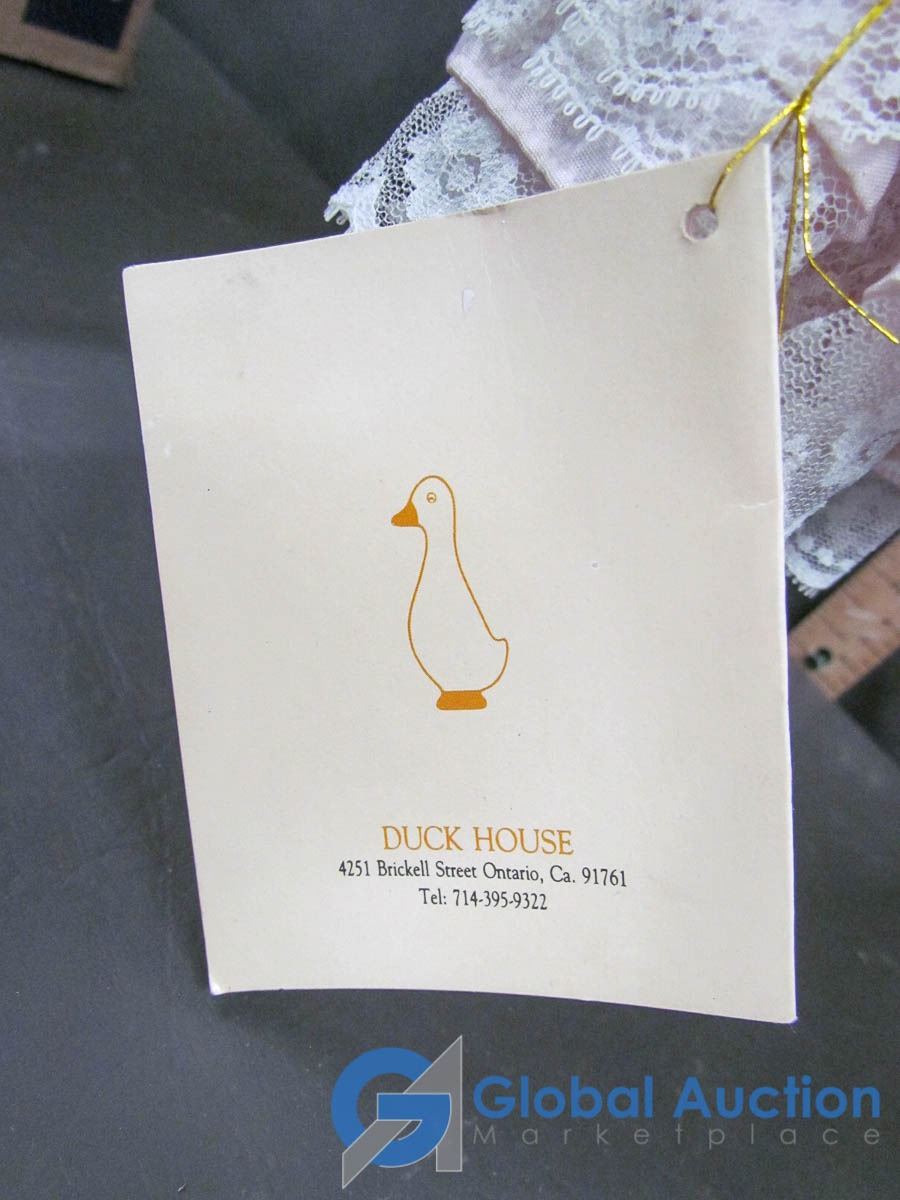 DUCK HOUSE
4251 Brickell Street Ontario, Ca. 91761
Tel: 714-395-9322
Global Auction
Marketplace